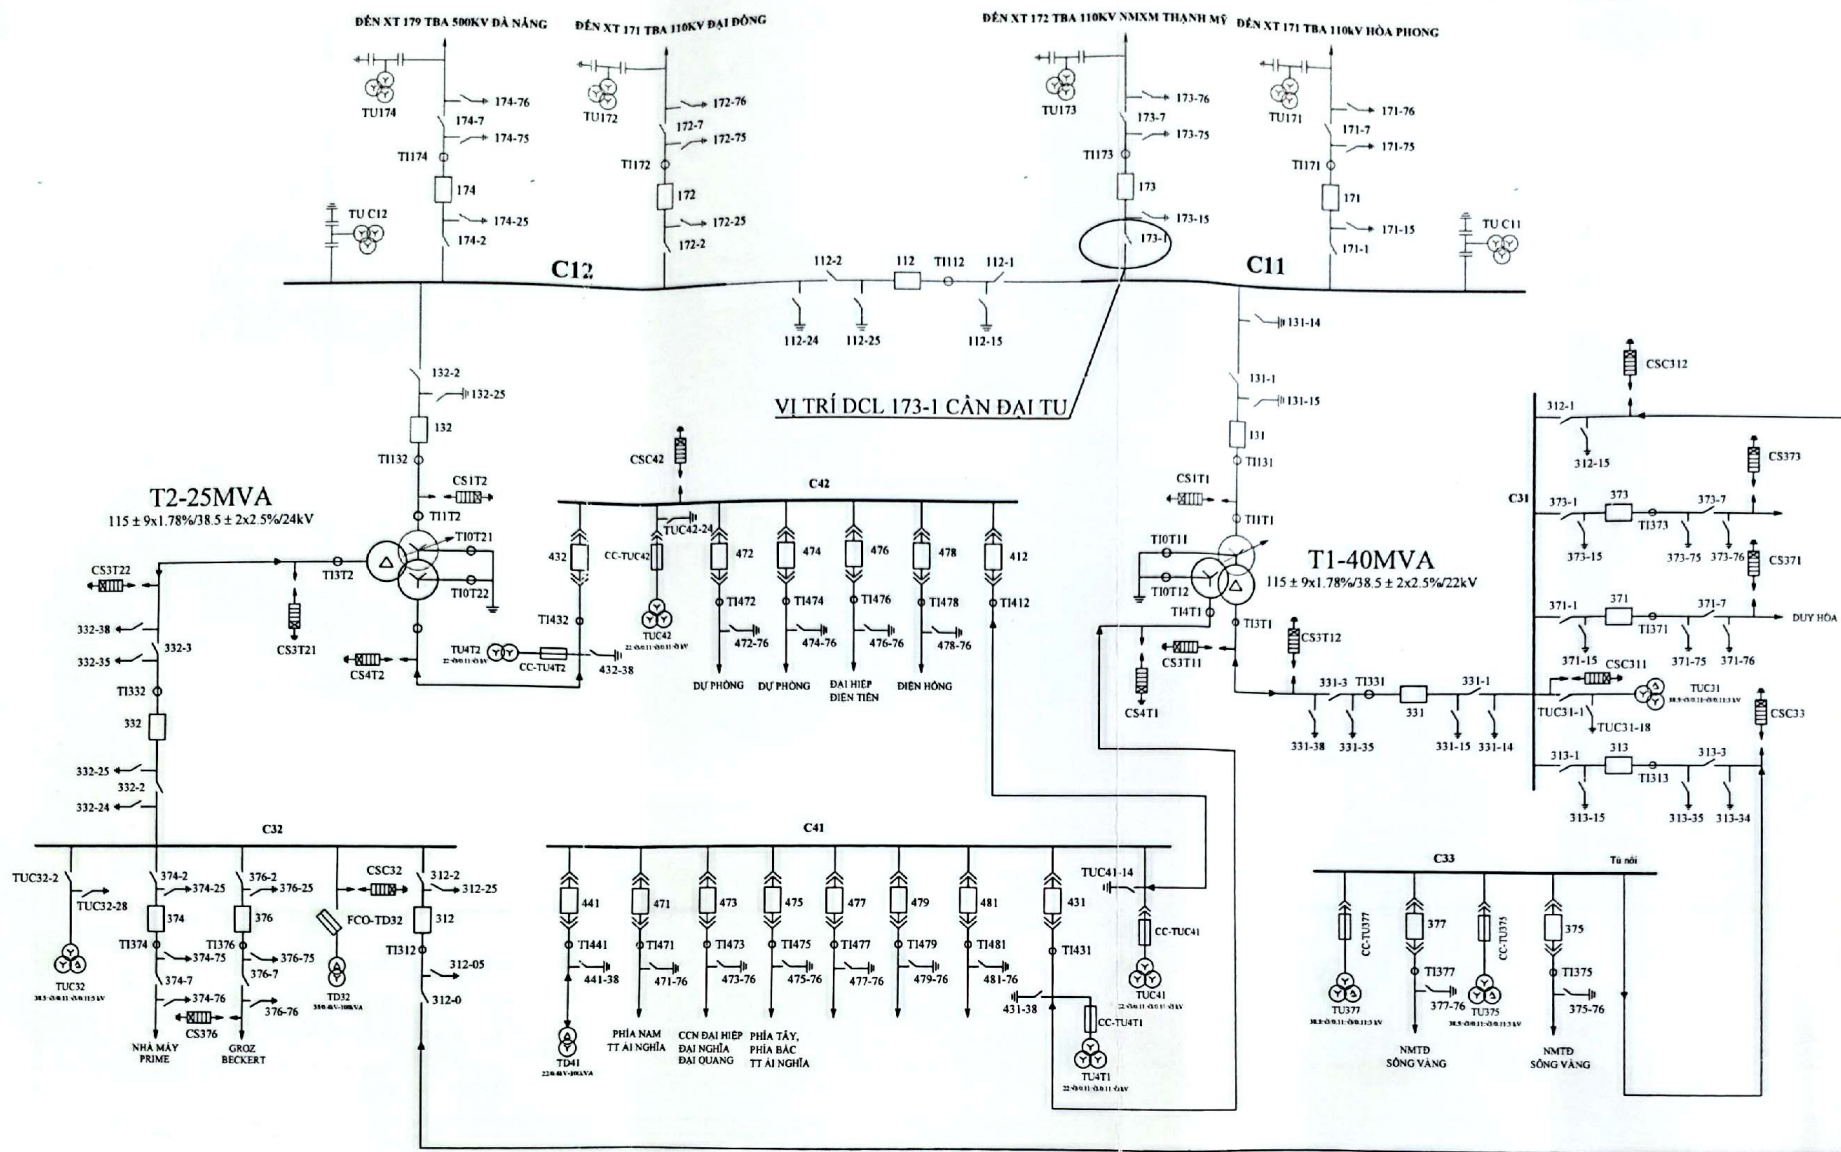 ĐẾN XT 179 TBA 500KV ĐÀ NẴNG
ĐẾN XT 171 TBA 110KV ĐẠI ĐỒNG
ĐẾN XT 172 TBA 110KV NMXM THẠNH MỸ
ĐẾN XT 171 TBA 110kV HÒA PHONG
TU174
174-76
174-7
174-75
TI174
174
174-25
174-2
TU C12
TU172
172-76
172-7
172-75
TI172
172
172-25
172-2
TU173
173-76
173-7
173-75
TI173
173
173-15
173-1
TU171
171-76
171-7
171-75
TI171
171
171-15
171-1
TU C11
C12
112-2
112
TI112
112-1
C11
112-24
112-25
112-15
VỊ TRÍ DCL 173-1 CẦN ĐẠI TU
132-2
132-25
132
TI132
CS1T2
TI1T2
T2-25MVA
115 ± 9x1.78%/38.5 ± 2x2.5%/24kV
TI0T21
TI0T22
TI3T2
CS3T22
CS3T21
CS4T2
332-38
332-3
332-35
TI332
332
332-25
332-2
332-24
TU4T2
CC-TU4T2
432-38
CSC42
C42
TUC42-24
432
TI432
CC-TUC42
TUC42
472
TI472
472-76
DỰ PHÒNG
474
TI474
474-76
DỰ PHÒNG
476
TI476
476-76
ĐẠI HIỆP
ĐIỆN TIẾN
478
TI478
478-76
ĐIỆN HỒNG
412
TI412
131-14
131-1
131-15
131
TI131
CS1T1
TI1T1
TI0T11
TI0T12
T1-40MVA
115 ± 9x1.78%/38.5 ± 2x2.5%/22kV
TI4T1
TI3T1
CS3T11
CS3T12
CS4T1
331-3
TI331
331
331-1
331-38
331-35
331-15
331-14
C31
CSC312
312-1
312-15
CS373
373-1
373
373-7
TI373
373-15
373-75
373-76
CS371
371-1
371
371-7
TI371
DUY HÒA
371-15
371-75
371-76
CSC311
TUC31
TUC31-1
TUC31-18
CSC33
313-1
313
313-3
TI313
313-15
313-35
313-34
C32
TUC32-2
TUC32-28
TUC32
374-2
374-25
374
TI374
374-75
374-7
374-76
NHÀ MÁY
PRIME
376-2
376-25
376
TI376
376-75
376-7
376-76
CS376
GROZ
BECKERT
CSC32
FCO-TD32
TD32
312-2
312-25
312
TI312
312-05
312-0
C41
441
TI441
441-38
TD41
471
TI471
471-76
PHÍA NAM
TT ÁI NGHĨA
473
TI473
473-76
CCN ĐẠI HIỆP
ĐẠI NGHĨA
ĐẠI QUANG
475
TI475
475-76
PHÍA TÂY,
PHÍA BẮC
TT ÁI NGHĨA
477
TI477
477-76
479
TI479
479-76
481
TI481
481-76
431
TI431
431-38
CC-TU4T1
TU4T1
TUC41-14
CC-TUC41
TUC41
C33
Tủ nối
CC-TU377
TU377
377
TI377
377-76
NMTĐ
SÔNG VÀNG
CC-TU375
TU375
375
TI375
375-76
NMTĐ
SÔNG VÀNG